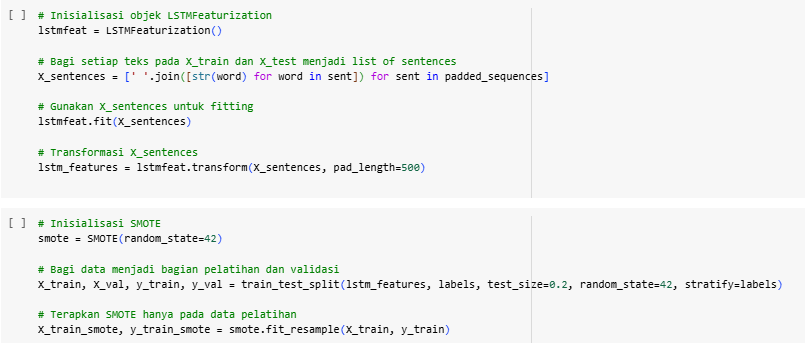 [ ] # Inisialisasi objek LSTMFeaturization
lstmfeat = LSTMFeaturization()
# Bagi setiap teks pada X_train dan X_test menjadi list of sentences
X_sentences = [' '.join([str(word) for word in sent]) for sent in padded_sequences]
# Gunakan X_sentences untuk fitting
lstmfeat.fit(X_sentences)
# Transformasi X_sentences
lstm_features = lstmfeat.transform(X_sentences, pad_length=500)
[ ] # Inisialisasi SMOTE
smote = SMOTE(random_state=42)
# Bagi data menjadi bagian pelatihan dan validasi
X_train, X_val, y_train, y_val = train_test_split(lstm_features, labels, test_size=0.2, random_state=42, stratify=labels)
# Terapkan SMOTE hanya pada data pelatihan
X_train_smote, y_train_smote = smote.fit_resample(X_train, y_train)